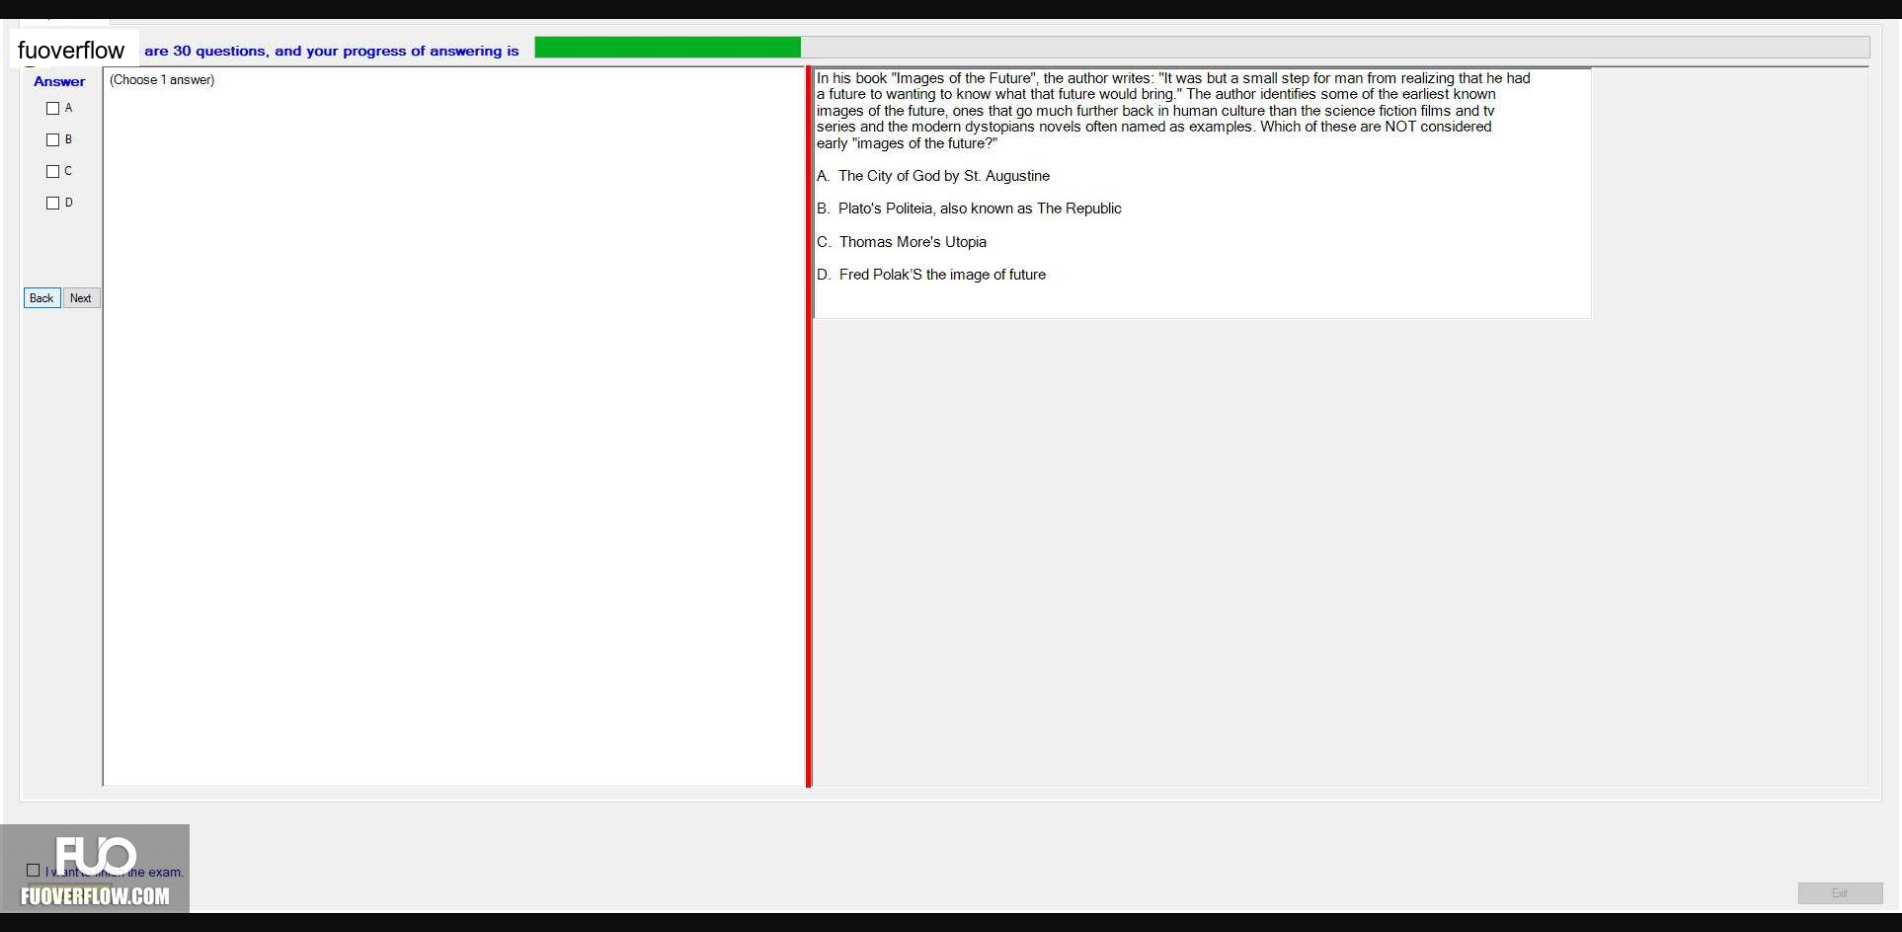 fuoverflow are 30 questions, and your progress of answering is
Answer
(Choose 1 answer)
A
B
C
D
Back Next
In his book "Images of the Future", the author writes: "It was but a small step for man from realizing that he had
a future to wanting to know what that future would bring." The author identifies some of the earliest known
images of the future, ones that go much further back in human culture than the science fiction films and tv
series and the modern dystopians novels often named as examples. Which of these are NOT considered
early "images of the future?"
A. The City of God by St. Augustine
B. Plato's Politeia, also known as The Republic
C. Thomas More's Utopia
D. Fred Polak'S the image of future
FUO
I want to finish the exam.
FUOVERFLOW.COM
Exit